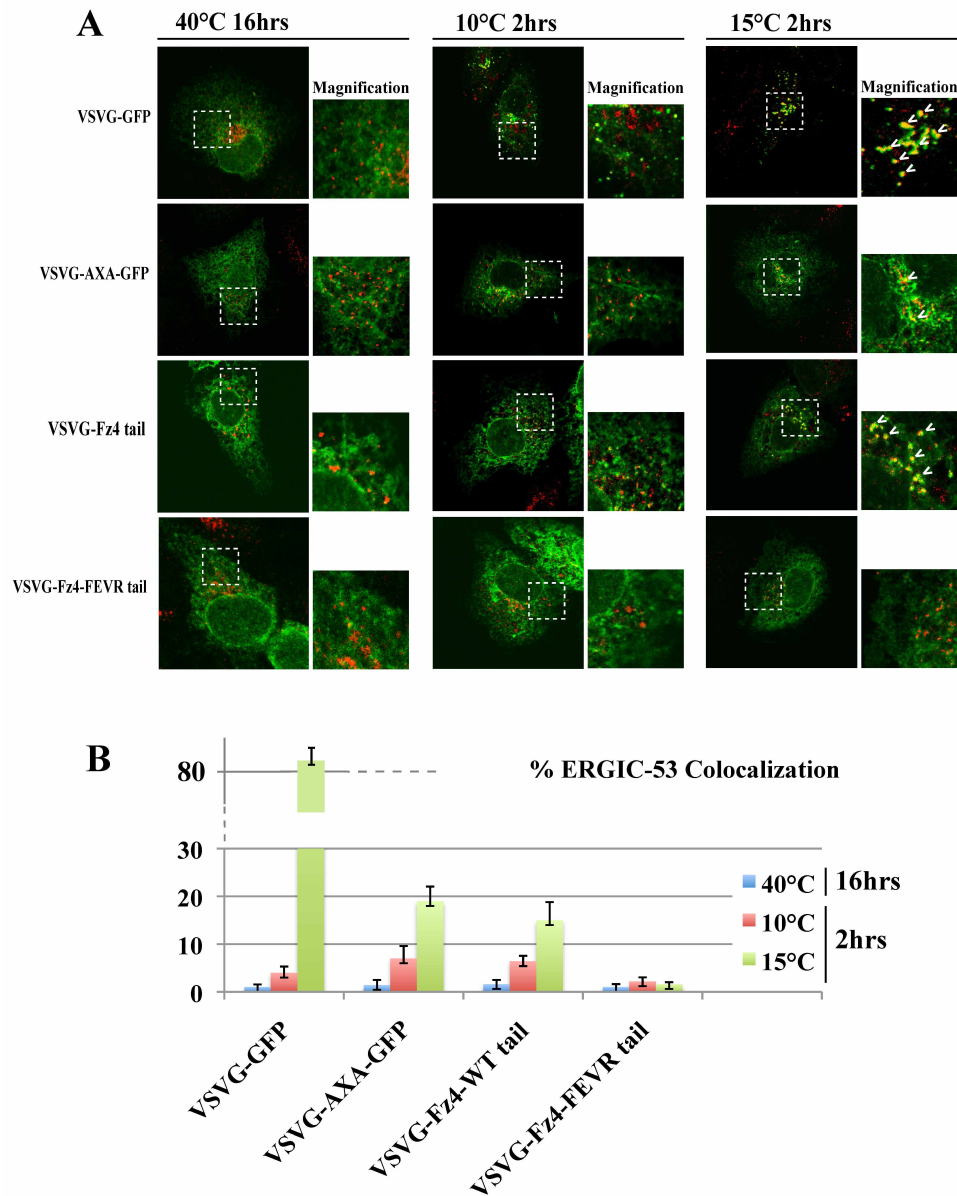 A
40°C 16hrs
10°C 2hrs
15°C 2hrs
Magnification
Magnification
Magnification
VSVG-GFP
VSVG-AXA-GFP
VSVG-Fz4 tail
VSVG-Fz4-FEVR tail
B
% ERGIC-53 Colocalization
80
30
20
10
0
40°C
16hrs
10°C
15°C
2hrs
VSVG-GFP
VSVG-AXA-GFP
VSVG-Fz4-WT tail
VSVG-Fz4-FEVR tail